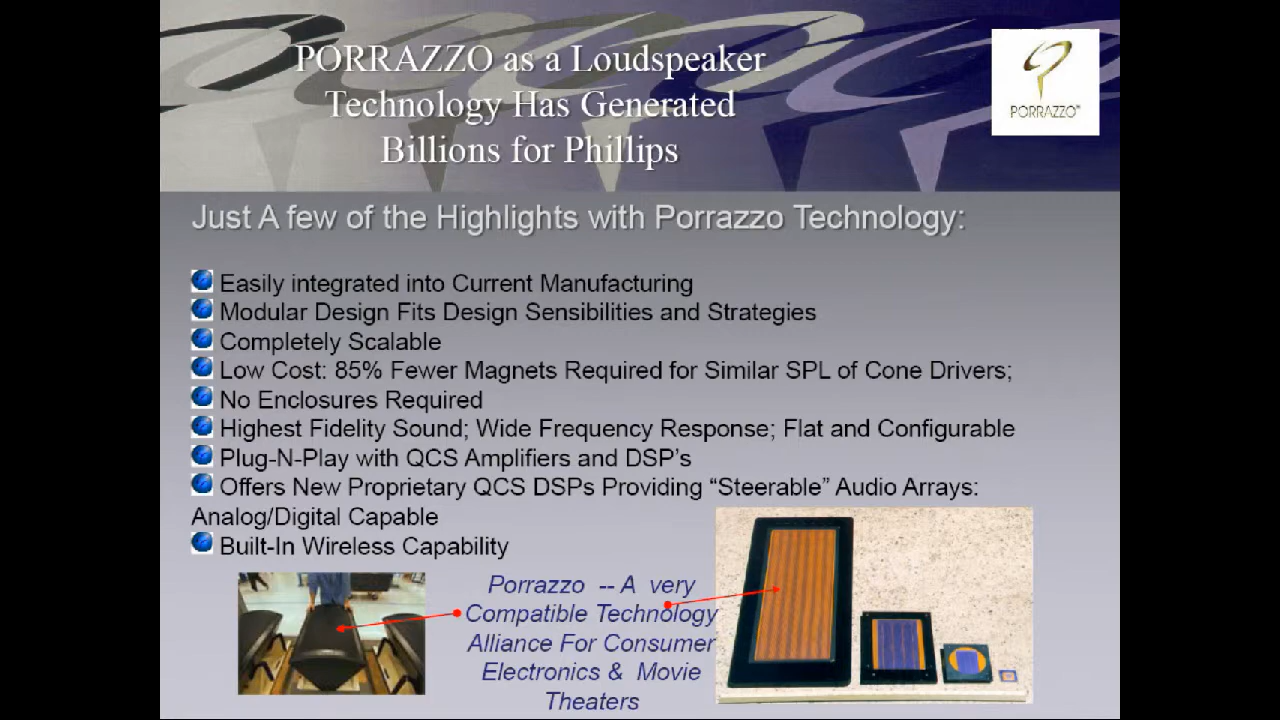 PORRAZZO as a Loudspeaker
Technology Has Generated
Billions for Phillips
PORRAZZO™
Just A few of the Highlights with Porrazzo Technology:
Easily integrated into Current Manufacturing
Modular Design Fits Design Sensibilities and Strategies
Completely Scalable
Low Cost: 85% Fewer Magnets Required for Similar SPL of Cone Drivers;
No Enclosures Required
Highest Fidelity Sound; Wide Frequency Response; Flat and Configurable
Plug-N-Play with QCS Amplifiers and DSP’s
Offers New Proprietary QCS DSPs Providing “Steerable” Audio Arrays:
Analog/Digital Capable
Built-In Wireless Capability
Porrazzo -- A very
Compatible Technology
Alliance For Consumer
Electronics & Movie
Theaters